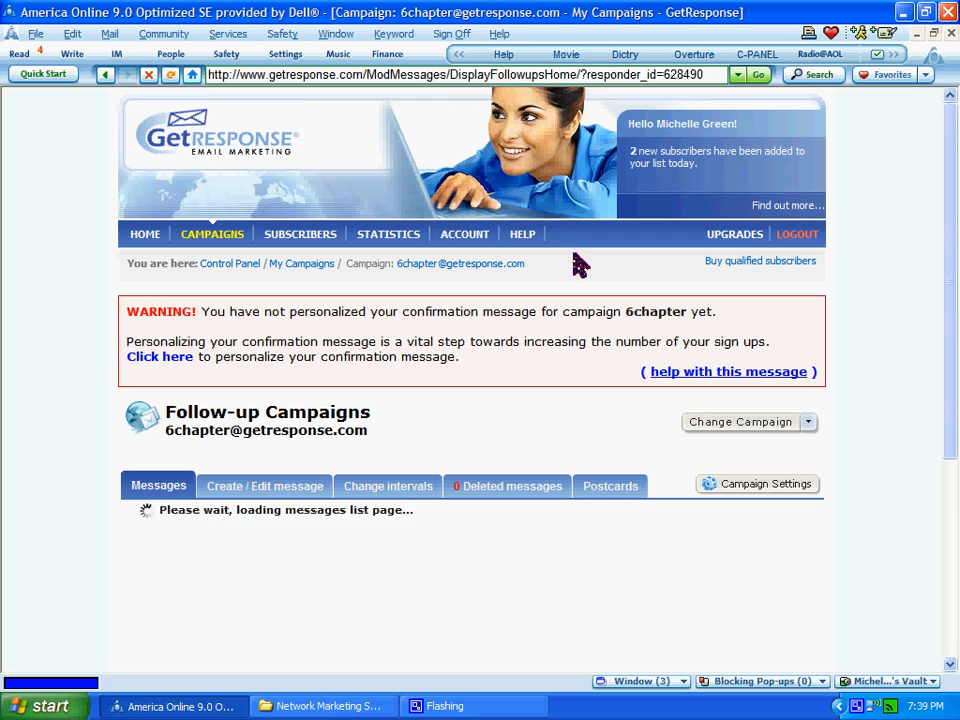 America Online 9.0 Optimized SE provided by Dell® - [Campaign: 6chapter@getresponse.com - My Campaigns - GetResponse]
File Edit Mail Community Services Safety Window Keyword Sign Off Help
Read 4 Write IM People Safety Settings Music Finance << Help Movie Dictry Overture C-PANEL Radio@AOL >>
Quick Start http://www.getresponse.com/ModMessages/DisplayFollowupsHome/?responder_id=628490 Go Search Favorites
GETRESPONSE®
EMAIL MARKETING
Hello Michelle Green!
2 new subscribers have been added to
your list today.
Find out more...
HOME CAMPAIGNS SUBSCRIBERS STATISTICS ACCOUNT HELP UPGRADES LOGOUT
You are here: Control Panel / My Campaigns / Campaign: 6chapter@getresponse.com
Buy qualified subscribers
WARNING! You have not personalized your confirmation message for campaign 6chapter yet.
Personalizing your confirmation message is a vital step towards increasing the number of your sign ups.
Click here to personalize your confirmation message.
( help with this message )
Follow-up Campaigns
6chapter@getresponse.com
Change Campaign
Messages Create / Edit message Change intervals 0 Deleted messages Postcards
Campaign Settings
Please wait, loading messages list page...
Window (3) Blocking Pop-ups (0) Michel...'s Vault
start America Online 9.0 O... Network Marketing S... Flashing 7:39 PM